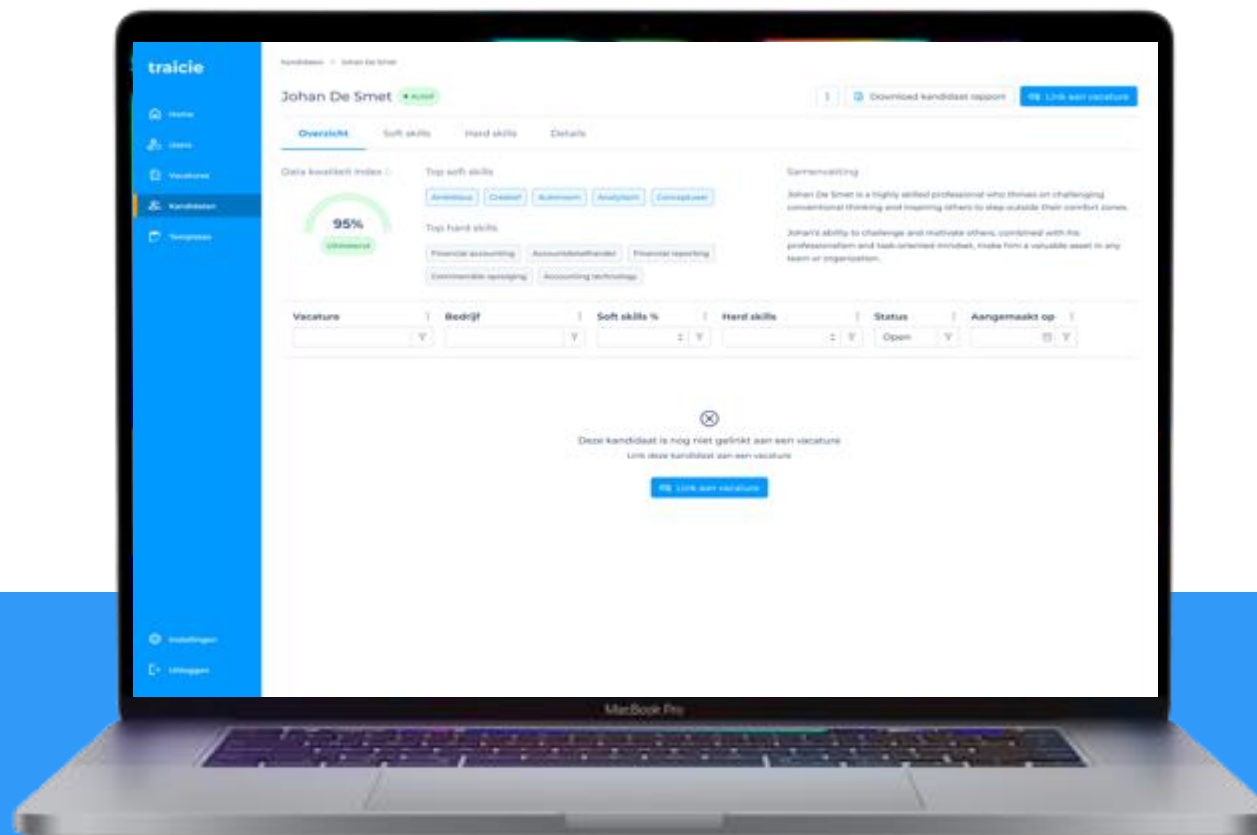 traicie
Home
Users
Vacatures
Kandidaten
Templates
Instellingen
Uitloggen
Kandidaten > Johan De Smet
Johan De Smet Actief
Download kandidaat rapport
Link aan vacature
Overzicht Soft skills Hard skills Details
Data kwaliteit index
95%
Uitstekend
Top soft skills
Ambitieus Creatief Autonoom Analytisch Conceptueel
Top hard skills
Financial accounting Financial reporting
Commerciële opvolging Accounting technology
Samenvatting
Johan De Smet is a highly skilled professional who thrives on challenging
conventional thinking and inspiring others to step outside their comfort zones.
Johan's ability to challenge and motivate others, combined with his
professionalism and task-oriented mindset, make him a valuable asset in any
team or organization.
Vacature Bedrijf Soft skills % Hard skills Status Aangemaakt op
Open
Deze kandidaat is nog niet gelinkt aan een vacature
Link deze kandidaat aan een vacature
Link aan vacature
MacBook Pro